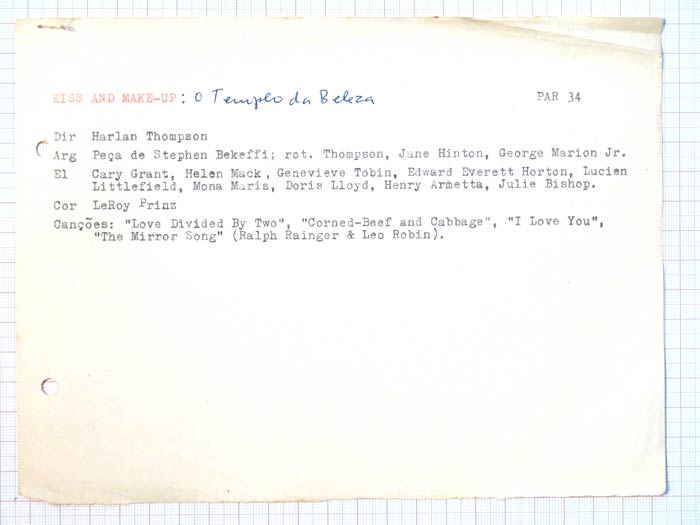 KISS AND MAKE-UP: O Templo da Beleza PAR 34
Dir Harlan Thompson
Arg Peça de Stephen Bekeffi; rot. Thompson, Jane Hinton, George Marion Jr.
El Cary Grant, Helen Mack, Genevieve Tobin, Edward Everett Horton, Lucien
Littlefield, Mona Maris, Doris Lloyd, Henry Armetta, Julie Bishop.
Cor LeRoy Prinz
Canções: "Love Divided By Two", "Corned-Beef and Cabbage", "I Love You",
"The Mirror Song" (Ralph Rainger & Leo Robin).